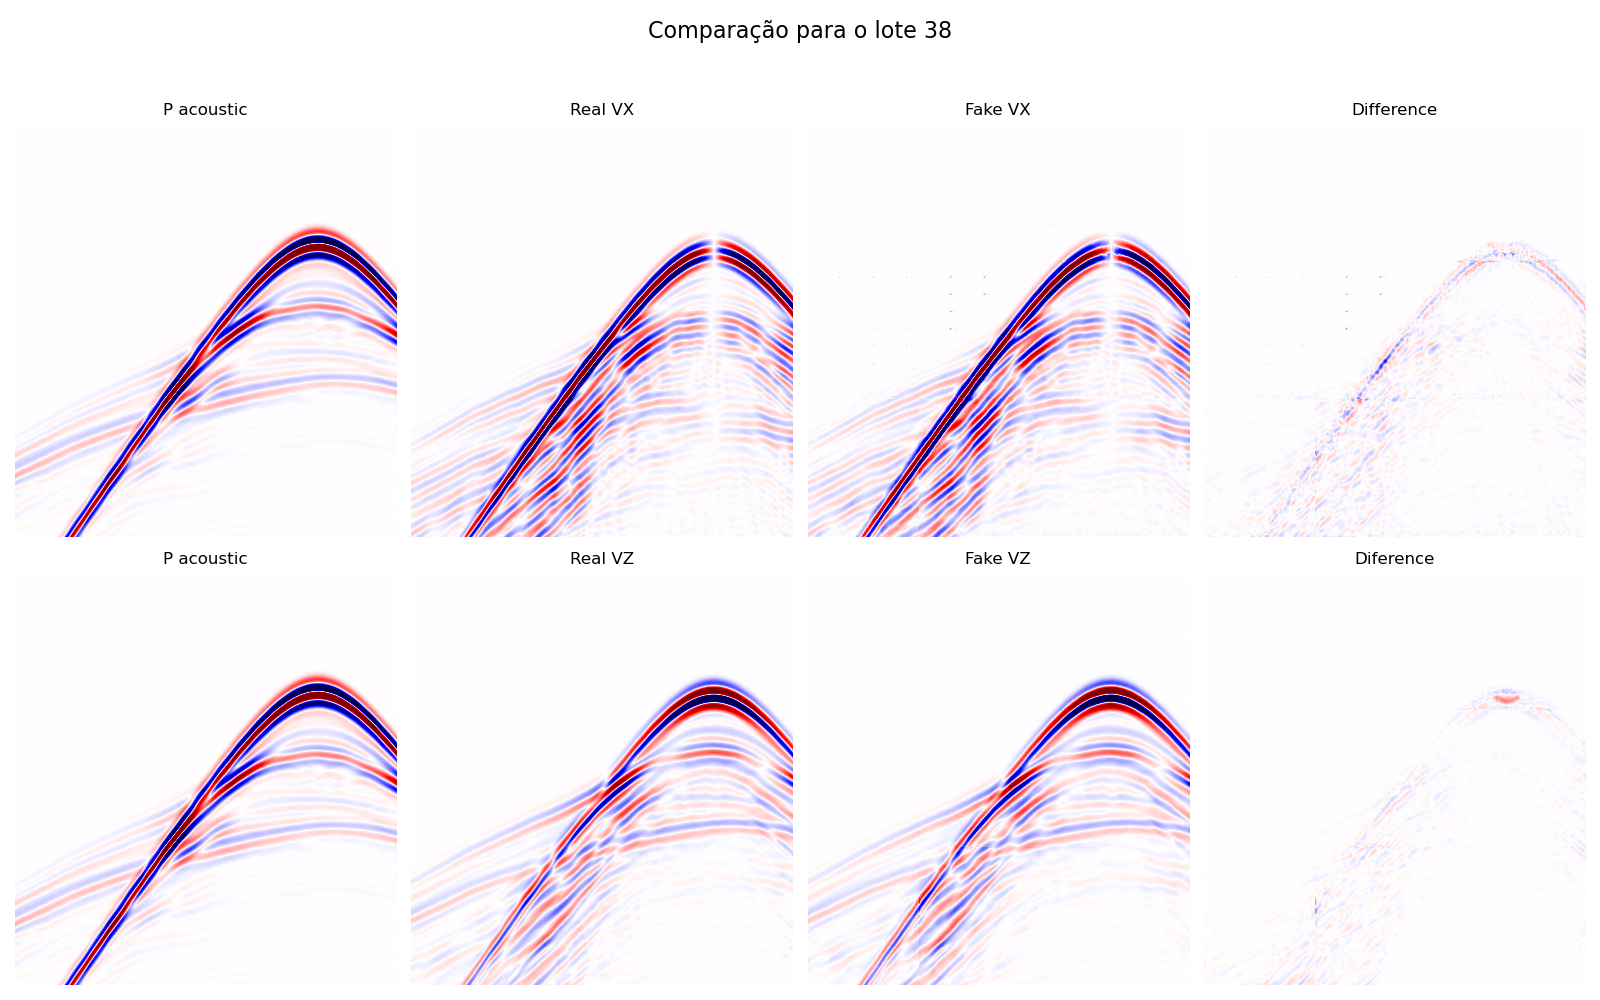 Comparação para o lote 38
P acoustic
Real VX
Fake VX
Difference
P acoustic
Real VZ
Fake VZ
Diference